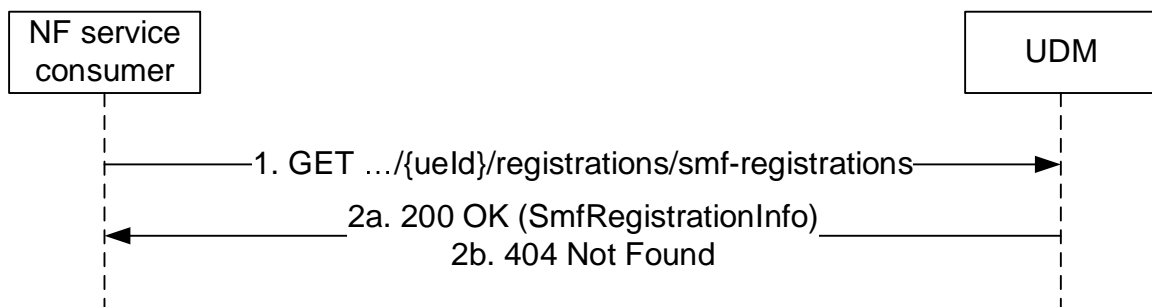 NF service
consumer
UDM
1. GET …/{ueId}/registrations/smf-registrations
2a. 200 OK (SmfRegistrationInfo)
2b. 404 Not Found